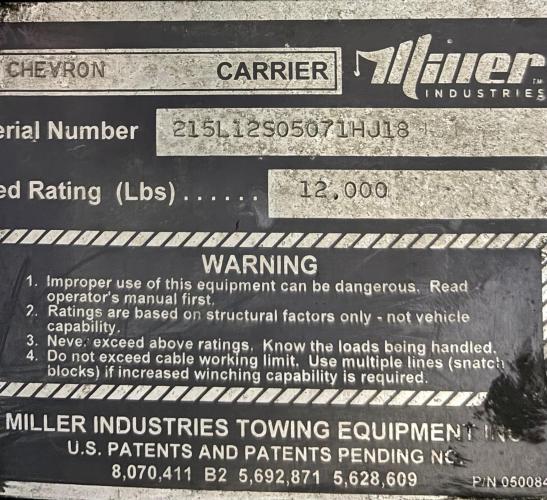 CHEVRON CARRIER Miller
INDUSTRIES
erial Number 215L12S05071HJ18
ed Rating (Lbs) ...... 12,000
WARNING
1. Improper use of this equipment can be dangerous. Read
operator's manual first.
2. Ratings are based on structural factors only - not vehicle
capability.
3. Never exceed above ratings. Know the loads being handled.
4. Do not exceed cable working limit. Use multiple lines (snatch
blocks) if increased winching capability is required.
MILLER INDUSTRIES TOWING EQUIPMENT INC
U.S. PATENTS AND PATENTS PENDING NO.
8,070,411 B2 5,692,871 5,628,609
P/N 050084